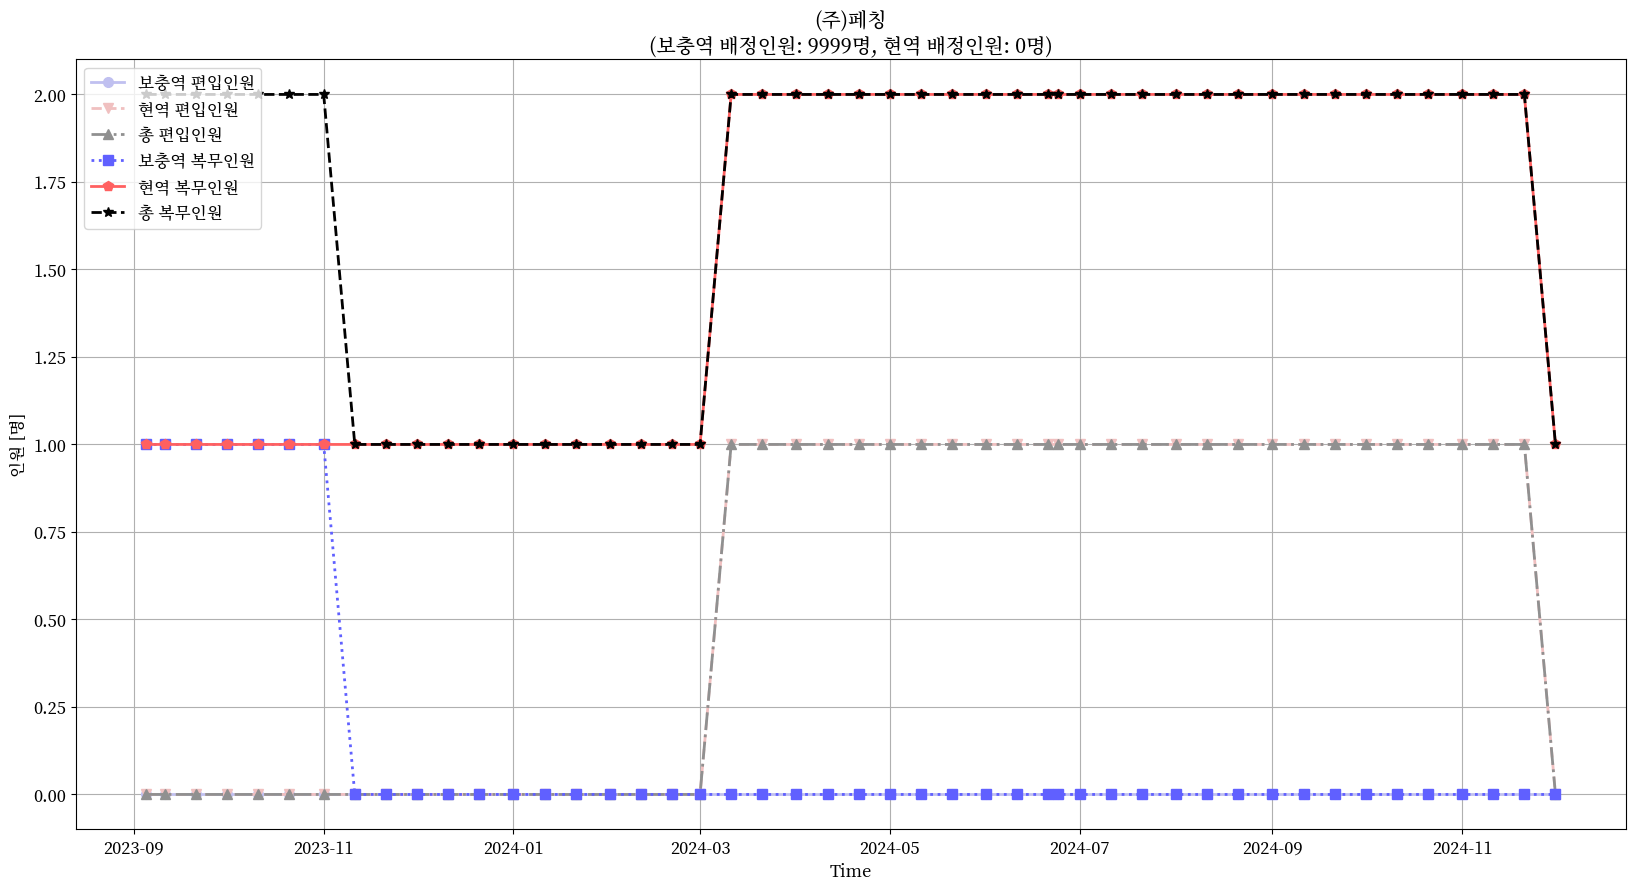 (주)페칭
(보충역 배정인원: 9999명, 현역 배정인원: 0명)
보충역 편입인원
현역 편입인원
총 편입인원
보충역 복무인원
현역 복무인원
총 복무인원
2.00
1.75
1.50
1.25
1.00
0.75
0.50
0.25
0.00
인원 [명]
2023-09
2023-11
2024-01
2024-03
2024-05
2024-07
2024-09
2024-11
Time